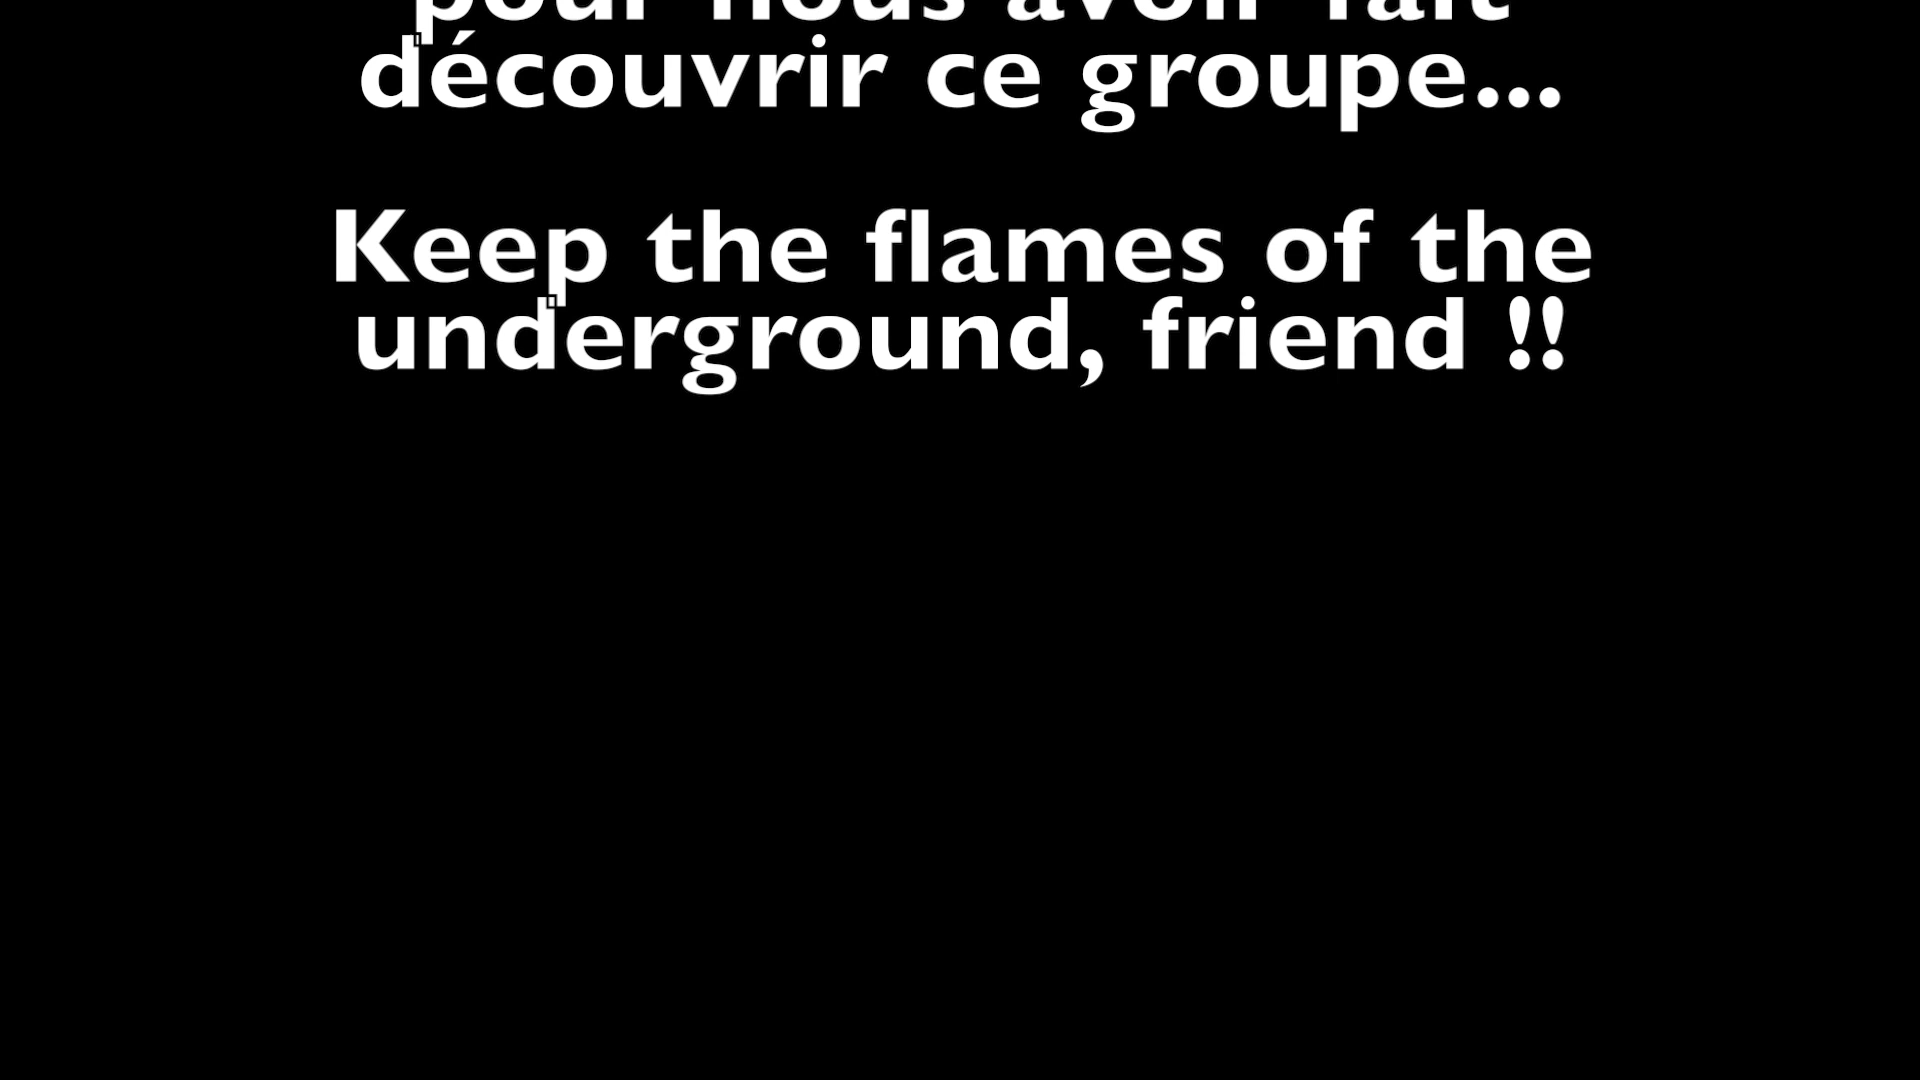 pour nous avoir fait
découvrir ce groupe...
Keep the flames of the
underground, friend !!